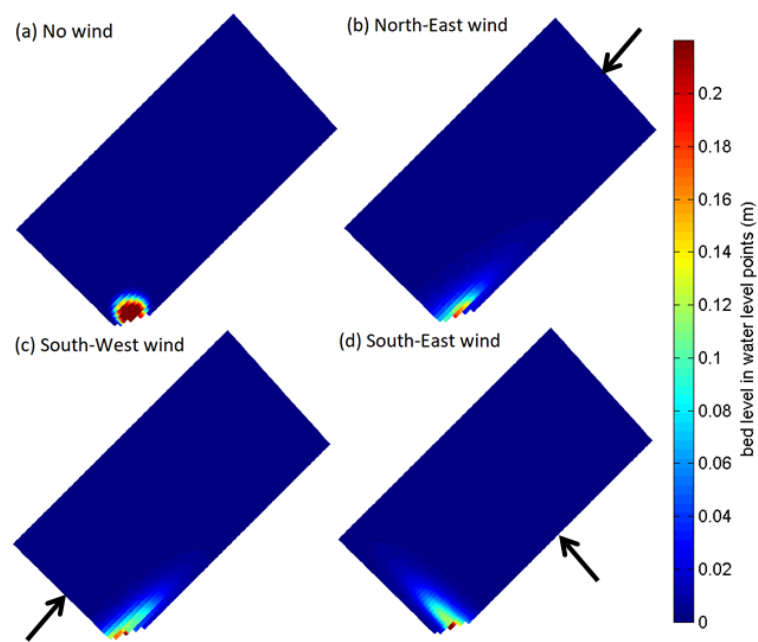 (a) No wind
(b) North-East wind
(c) South-West wind
(d) South-East wind
0.2
0.18
0.16
0.14
0.12
0.1
0.08
0.06
0.04
0.02
0
bed level in water level points (m)